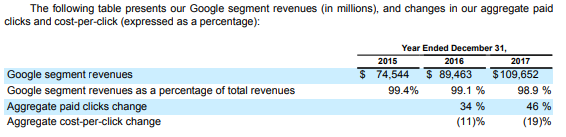 The following table presents our Google segment revenues (in millions), and changes in our aggregate paid
clicks and cost-per-click (expressed as a percentage):
Year Ended December 31,
2015 2016 2017
Google segment revenues $ 74,544 $ 89,463 $109,652
Google segment revenues as a percentage of total revenues 99.4% 99.1 % 98.9 %
Aggregate paid clicks change 34 % 46 %
Aggregate cost-per-click change (11)% (19)%